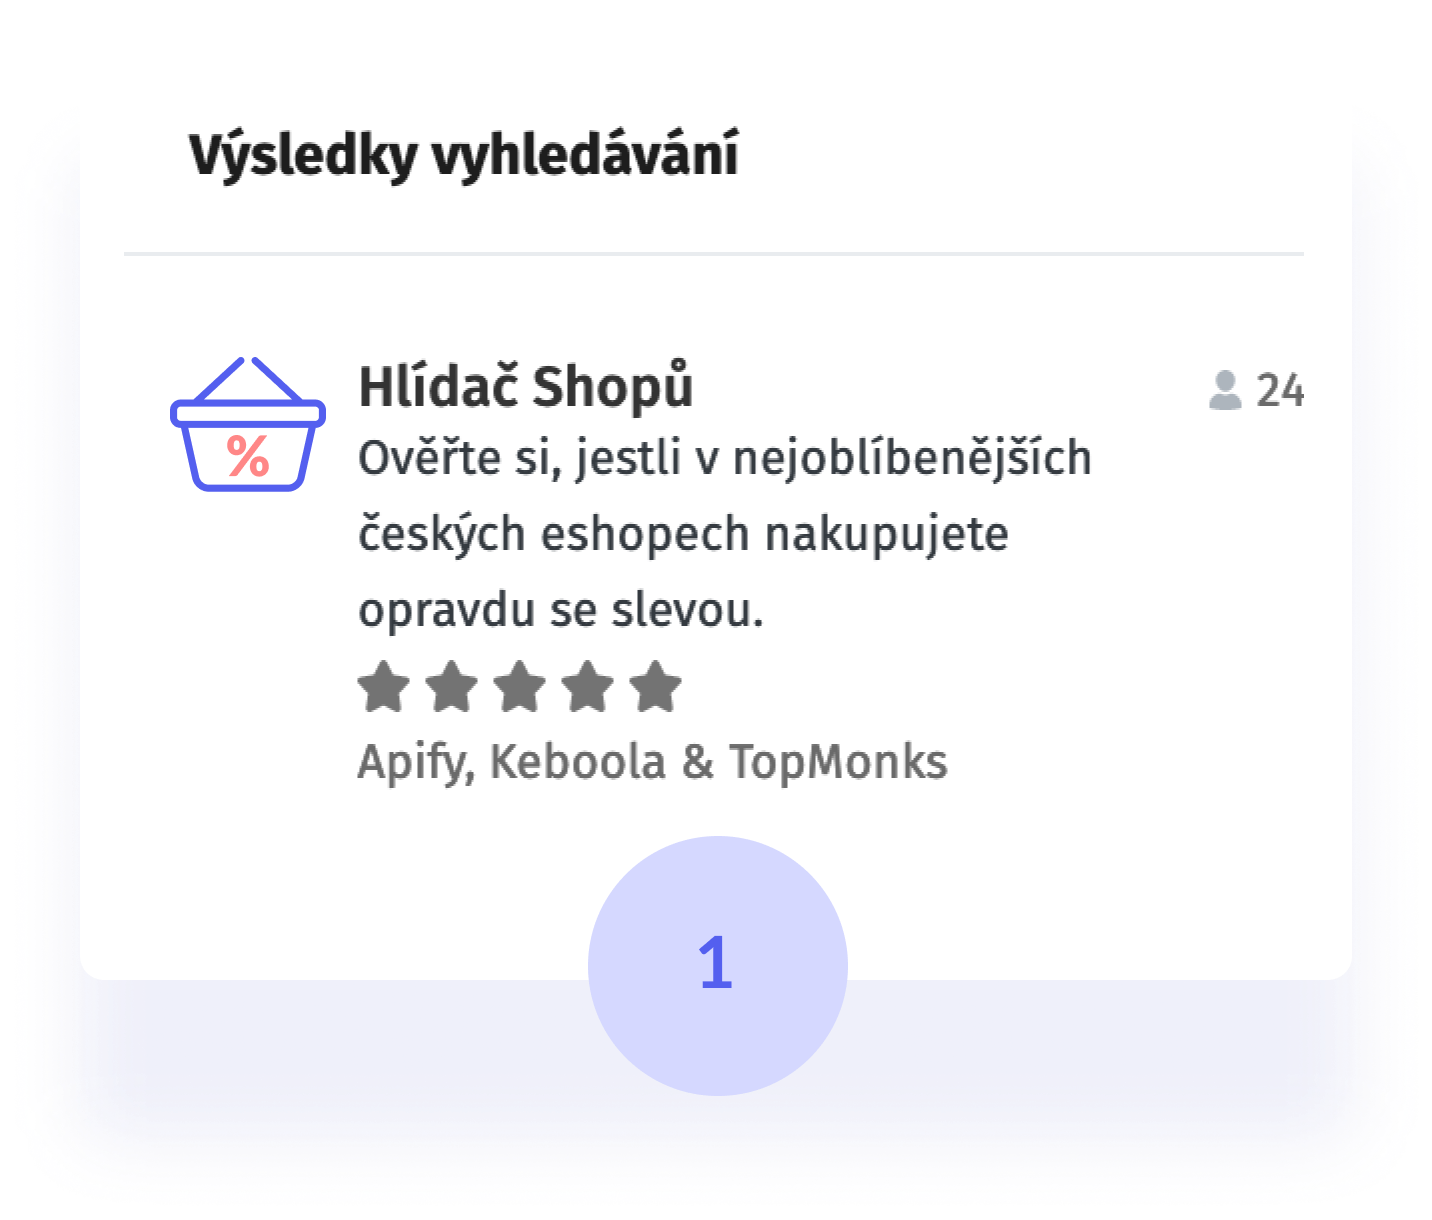 Výsledky vyhledávání
%
Hlídač Shopů
24
Ověřte si, jestli v nejoblíbenějších
českých eshopech nakupujete
opravdu se slevou.
Apify, Keboola & TopMonks
1